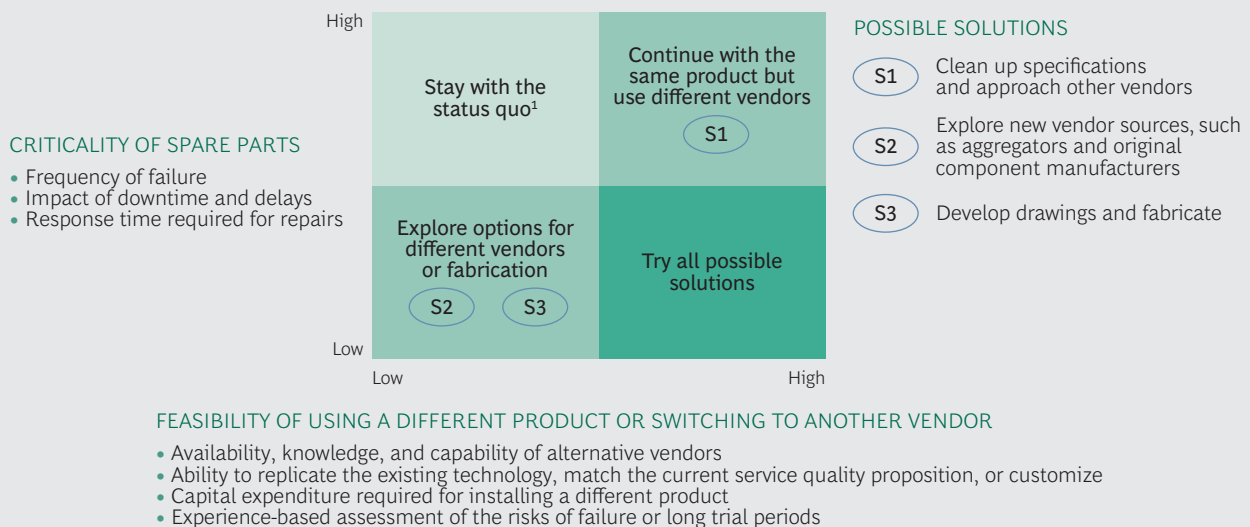 High
Stay with the
status quo¹
Continue with the
same product but
use different vendors
S1
CRITICALITY OF SPARE PARTS
• Frequency of failure
• Impact of downtime and delays
• Response time required for repairs
Explore options for
different vendors
or fabrication
S2 S3
Try all possible
solutions
Low
Low High
POSSIBLE SOLUTIONS
S1 Clean up specifications
and approach other vendors
S2 Explore new vendor sources, such
as aggregators and original
component manufacturers
S3 Develop drawings and fabricate
FEASIBILITY OF USING A DIFFERENT PRODUCT OR SWITCHING TO ANOTHER VENDOR
• Availability, knowledge, and capability of alternative vendors
• Ability to replicate the existing technology, match the current service quality proposition, or customize
• Capital expenditure required for installing a different product
• Experience-based assessment of the risks of failure or long trial periods